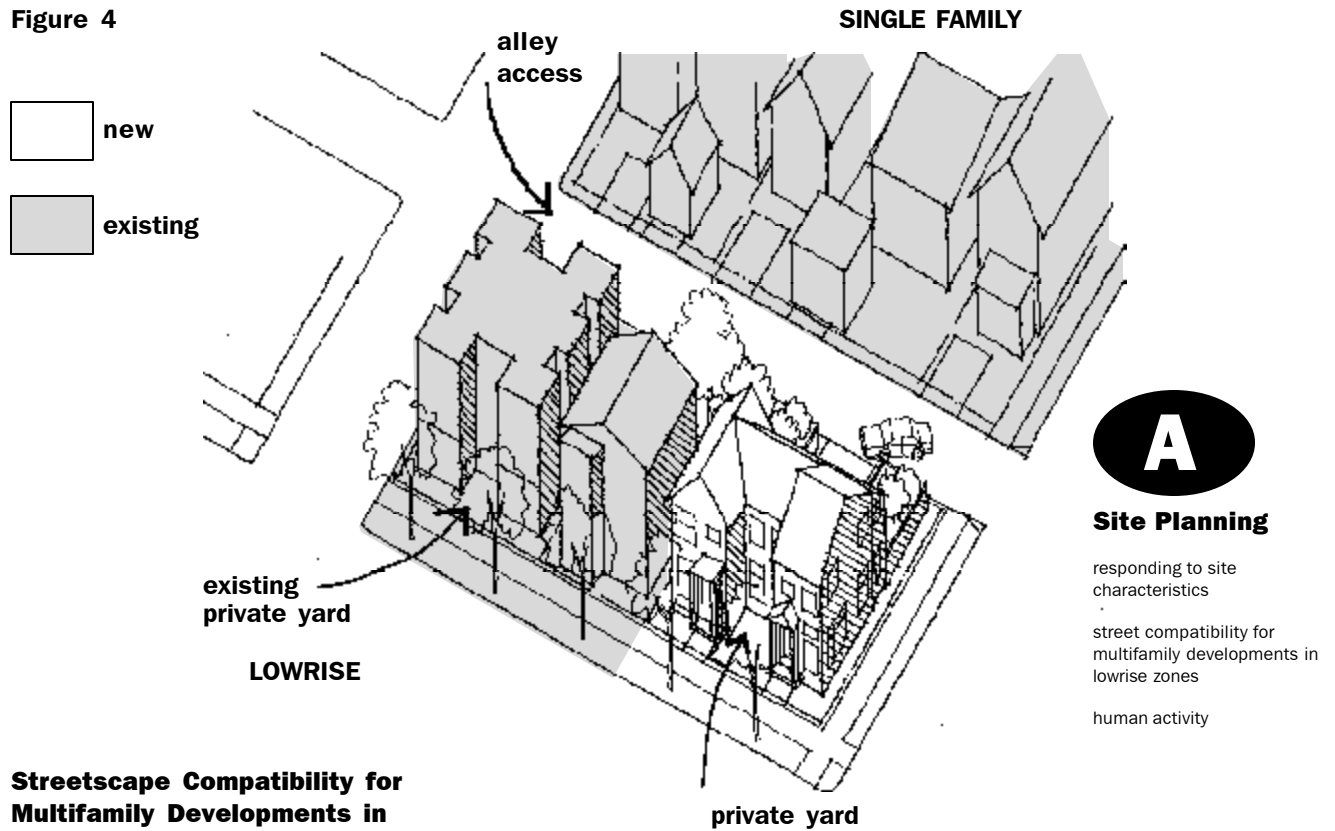 Figure 4
SINGLE FAMILY
alley
access
new
existing
A
Site Planning
responding to site
characteristics
street compatibility for
multifamily developments in
lowrise zones
human activity
existing
private yard
LOWRISE
Streetscape Compatibility for
Multifamily Developments in
private yard